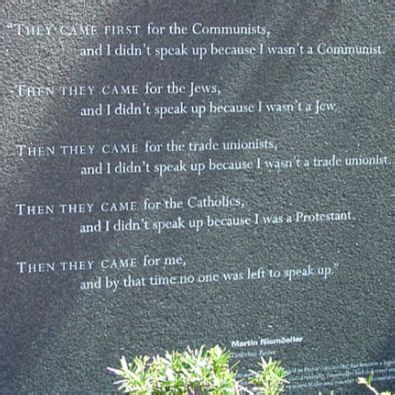 "THEY CAME FIRST for the Communists,
and I didn't speak up because I wasn't a Communist.
THEN THEY CAME for the Jews,
and I didn't speak up because I wasn't a Jew.
THEN THEY CAME for the trade unionists,
and I didn't speak up because I wasn't a trade unionist.
THEN THEY CAME for the Catholics,
and I didn't speak up because I was a Protestant.
THEN THEY CAME for me,
and by that time no one was left to speak up."
Martin Niemöeller